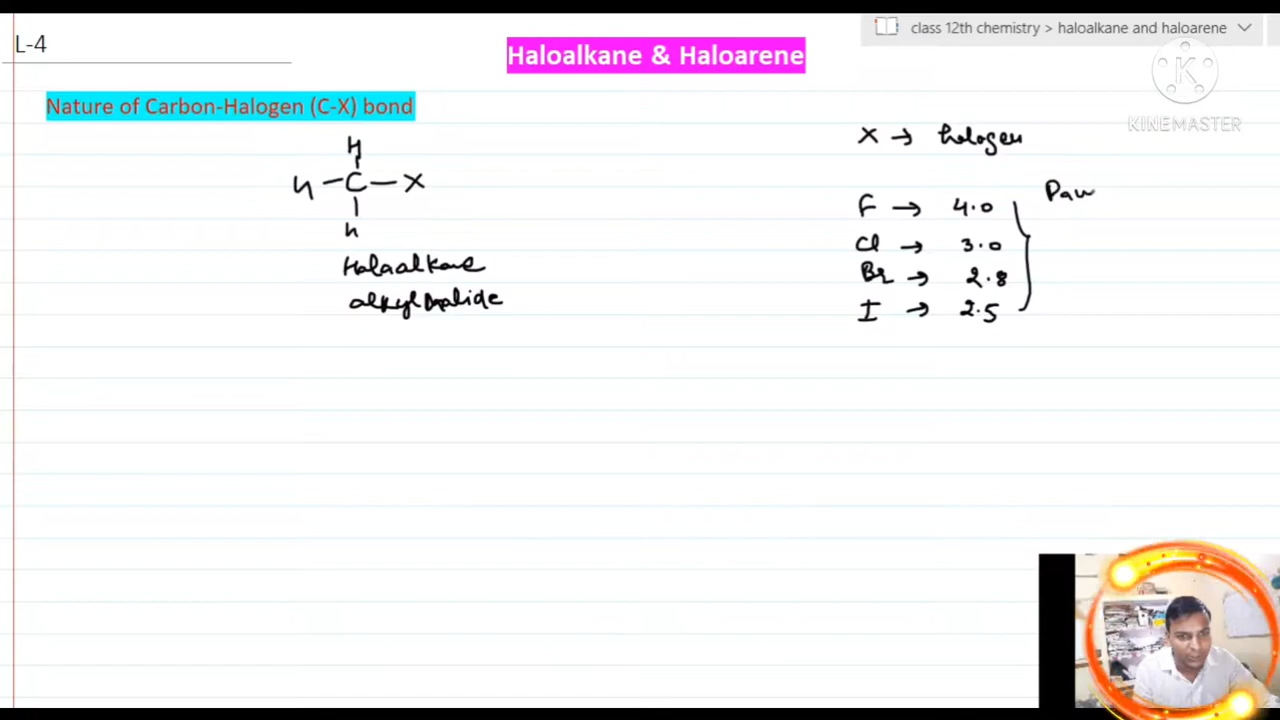 class 12th chemistry > haloalkane and haloarene
L-4
Haloalkane & Haloarene
K
KINEMASTER
Nature of Carbon-Halogen (C-X) bond
H
H – C – X
H
Haloalkane
alkyl halide
X → halogen
F → 4.0
Cl → 3.0
Br → 2.8
I → 2.5
Pau